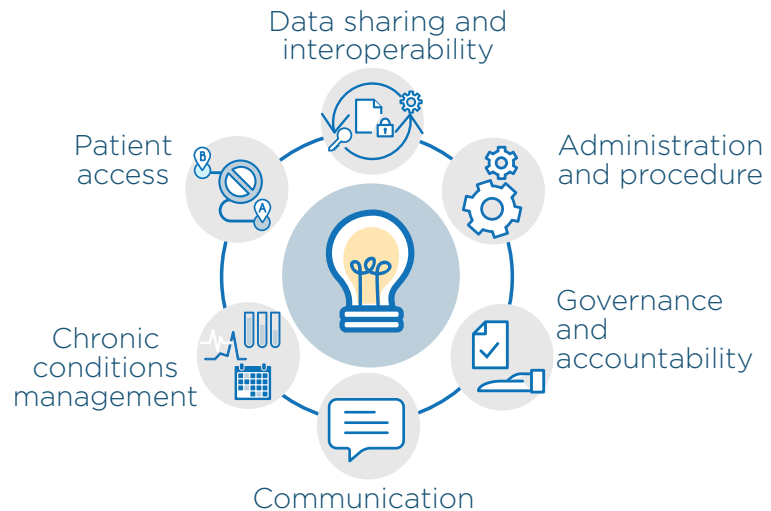 Data sharing and
interoperability
Patient
access
B
A
Administration
and procedure
Governance
and
accountability
Chronic
conditions
management
Communication